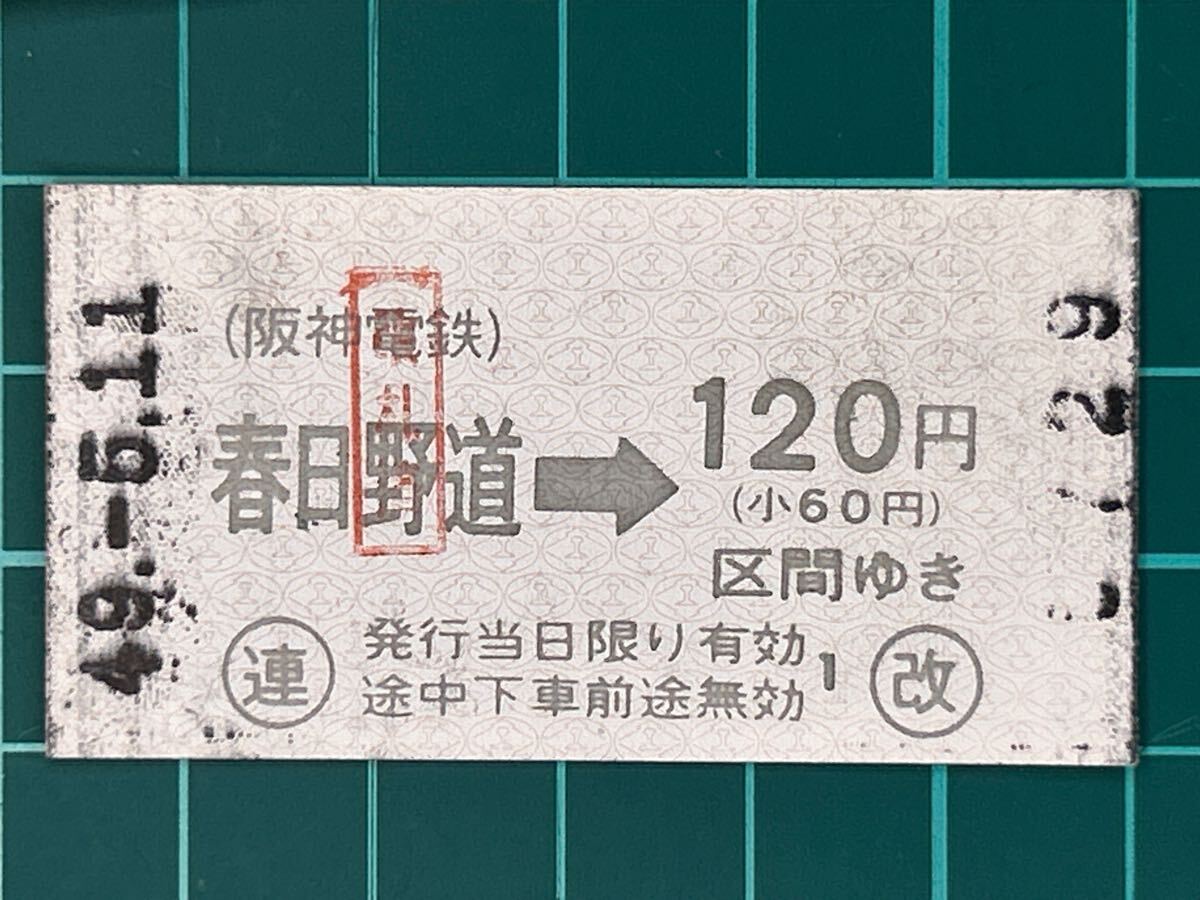 49.-5.11
(阪神電鉄)
春日野道→120円
(小60円)
区間ゆき
連
発行当日限り有効
途中下車前途無効
1
改